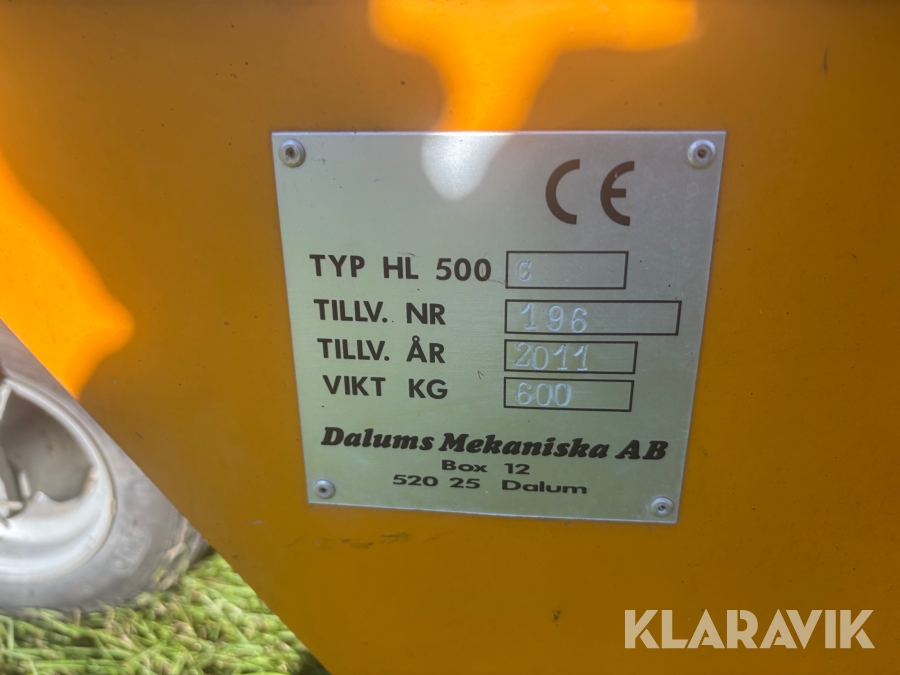 CE
TYP HL 500 C
TILLV. NR 196
TILLV. ÅR 2011
VIKT KG 600
Dalums Mekaniska AB
Box 12
520 25 Dalum
KLARAVIK